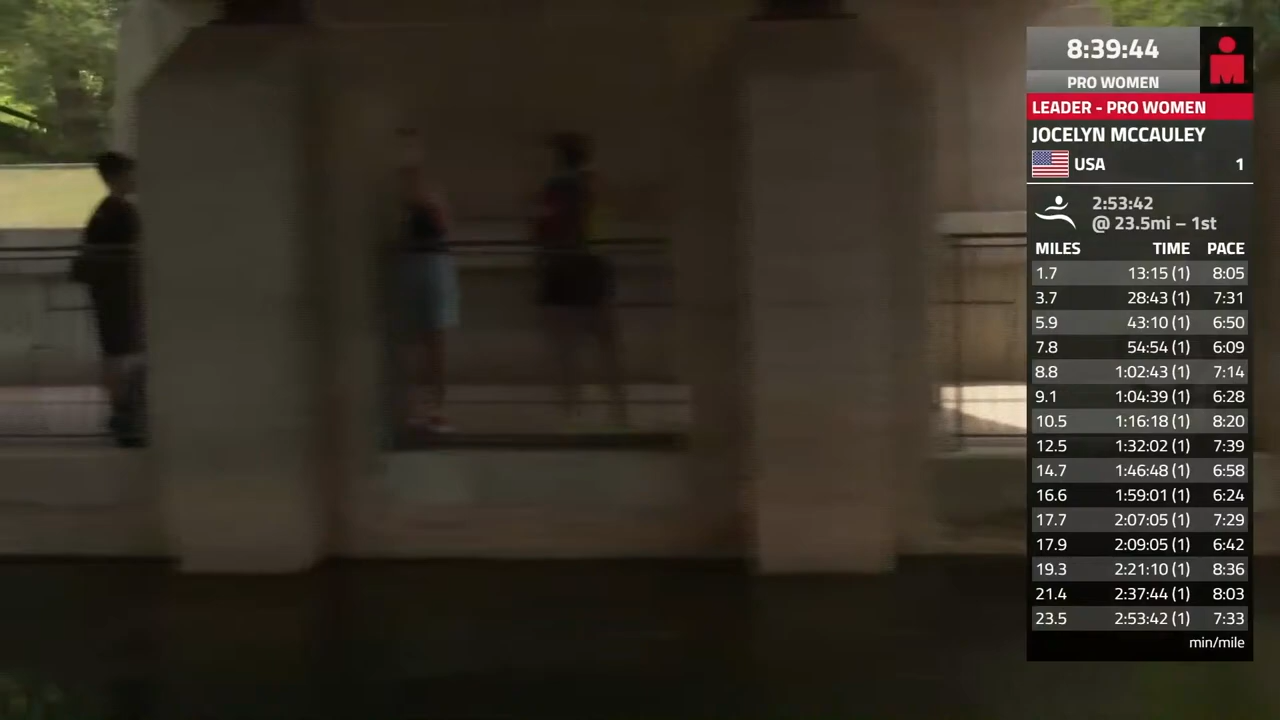 8:39:44
PRO WOMEN
LEADER - PRO WOMEN
JOCELYN MCCAULEY
USA 1
2:53:42
@ 23.5mi – 1st
MILES TIME PACE
1.7 13:15 (1) 8:05
3.7 28:43 (1) 7:31
5.9 43:10 (1) 6:50
7.8 54:54 (1) 6:09
8.8 1:02:43 (1) 7:14
9.1 1:04:39 (1) 6:28
10.5 1:16:18 (1) 8:20
12.5 1:32:02 (1) 7:39
14.7 1:46:48 (1) 6:58
16.6 1:59:01 (1) 6:24
17.7 2:07:05 (1) 7:29
17.9 2:09:05 (1) 6:42
19.3 2:21:10 (1) 8:36
21.4 2:37:44 (1) 8:03
23.5 2:53:42 (1) 7:33
min/mile